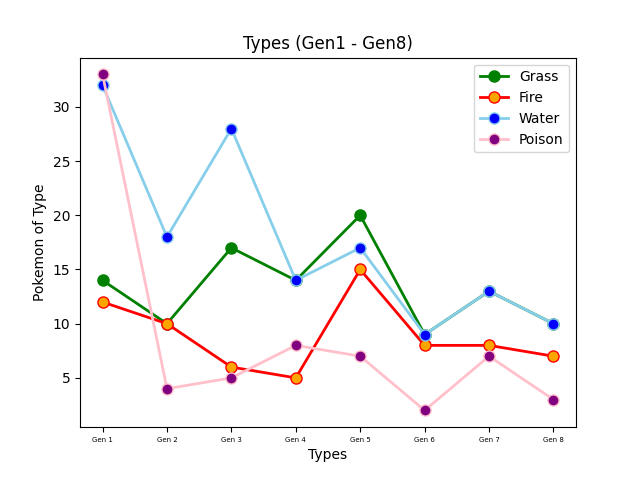 Types (Gen1 - Gen8)
Grass
Fire
Water
Poison
Pokemon of Type
30
25
20
15
10
5
Gen 1 Gen 2 Gen 3 Gen 4 Gen 5 Gen 6 Gen 7 Gen 8
Types